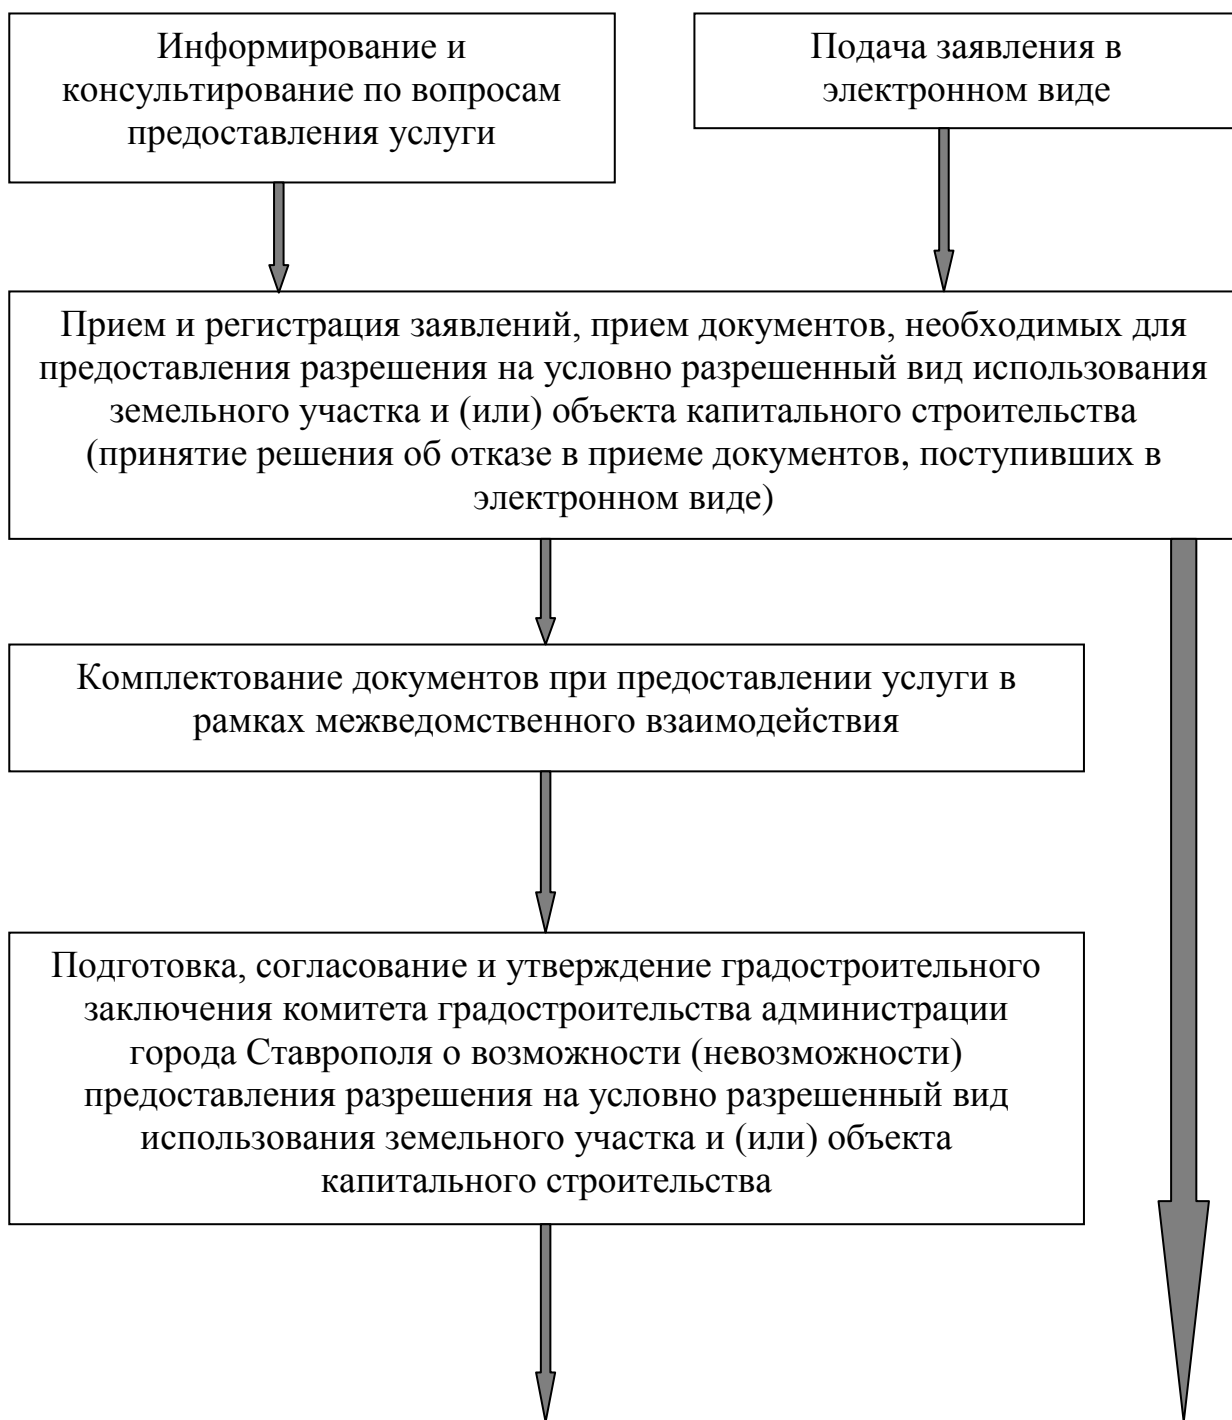 Информирование и
консультирование по вопросам
предоставления услуги
Подача заявления в
электронном виде
Прием и регистрация заявлений, прием документов, необходимых для
предоставления разрешения на условно разрешенный вид использования
земельного участка и (или) объекта капитального строительства
(принятие решения об отказе в приеме документов, поступивших в
электронном виде)
Комплектование документов при предоставлении услуги в
рамках межведомственного взаимодействия
Подготовка, согласование и утверждение градостроительного
заключения комитета градостроительства администрации
города Ставрополя о возможности (невозможности)
предоставления разрешения на условно разрешенный вид
использования земельного участка и (или) объекта
капитального строительства